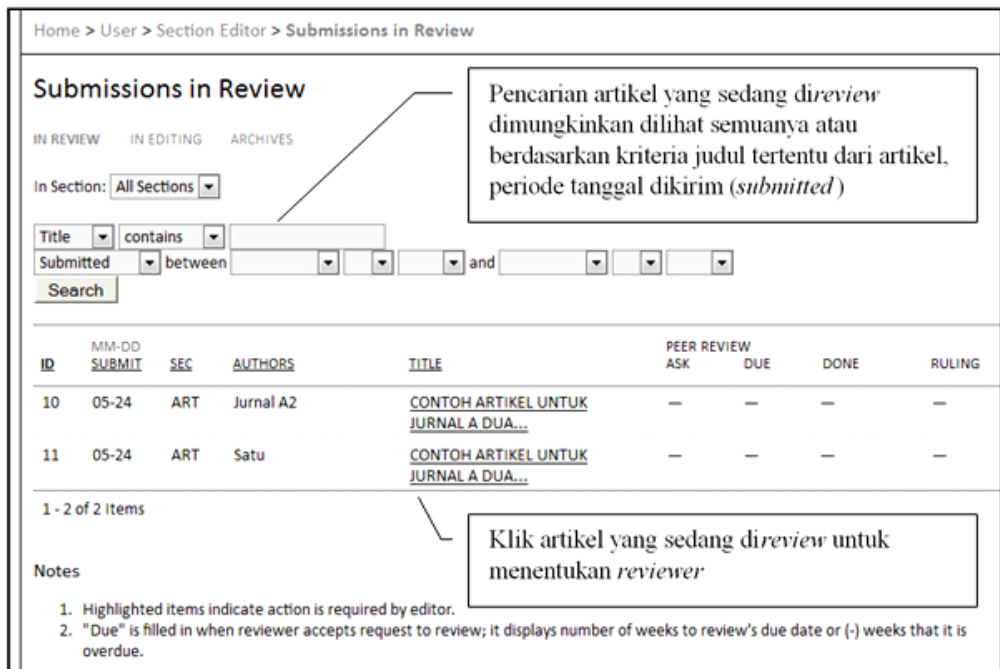 Home > User > Section Editor > Submissions in Review
Submissions in Review
IN REVIEW IN EDITING ARCHIVES
In Section: All Sections
Pencarian artikel yang sedang direview
dimungkinkan dilihat semuanya atau
berdasarkan kriteria judul tertentu dari artikel,
periode tanggal dikirim (submitted)
Title contains
Submitted between and
Search
MM-DD PEER REVIEW
ID SUBMIT SEC AUTHORS TITLE ASK DUE DONE RULING
10 05-24 ART Jurnal A2 CONTOH ARTIKEL UNTUK — — — —
JURNAL A DUA...
11 05-24 ART Satu CONTOH ARTIKEL UNTUK — — — —
JURNAL A DUA...
1 - 2 of 2 Items
Klik artikel yang sedang direview untuk
menentukan reviewer
Notes
1. Highlighted items indicate action is required by editor.
2. "Due" is filled in when reviewer accepts request to review; it displays number of weeks to review's due date or (-) weeks that it is
overdue.